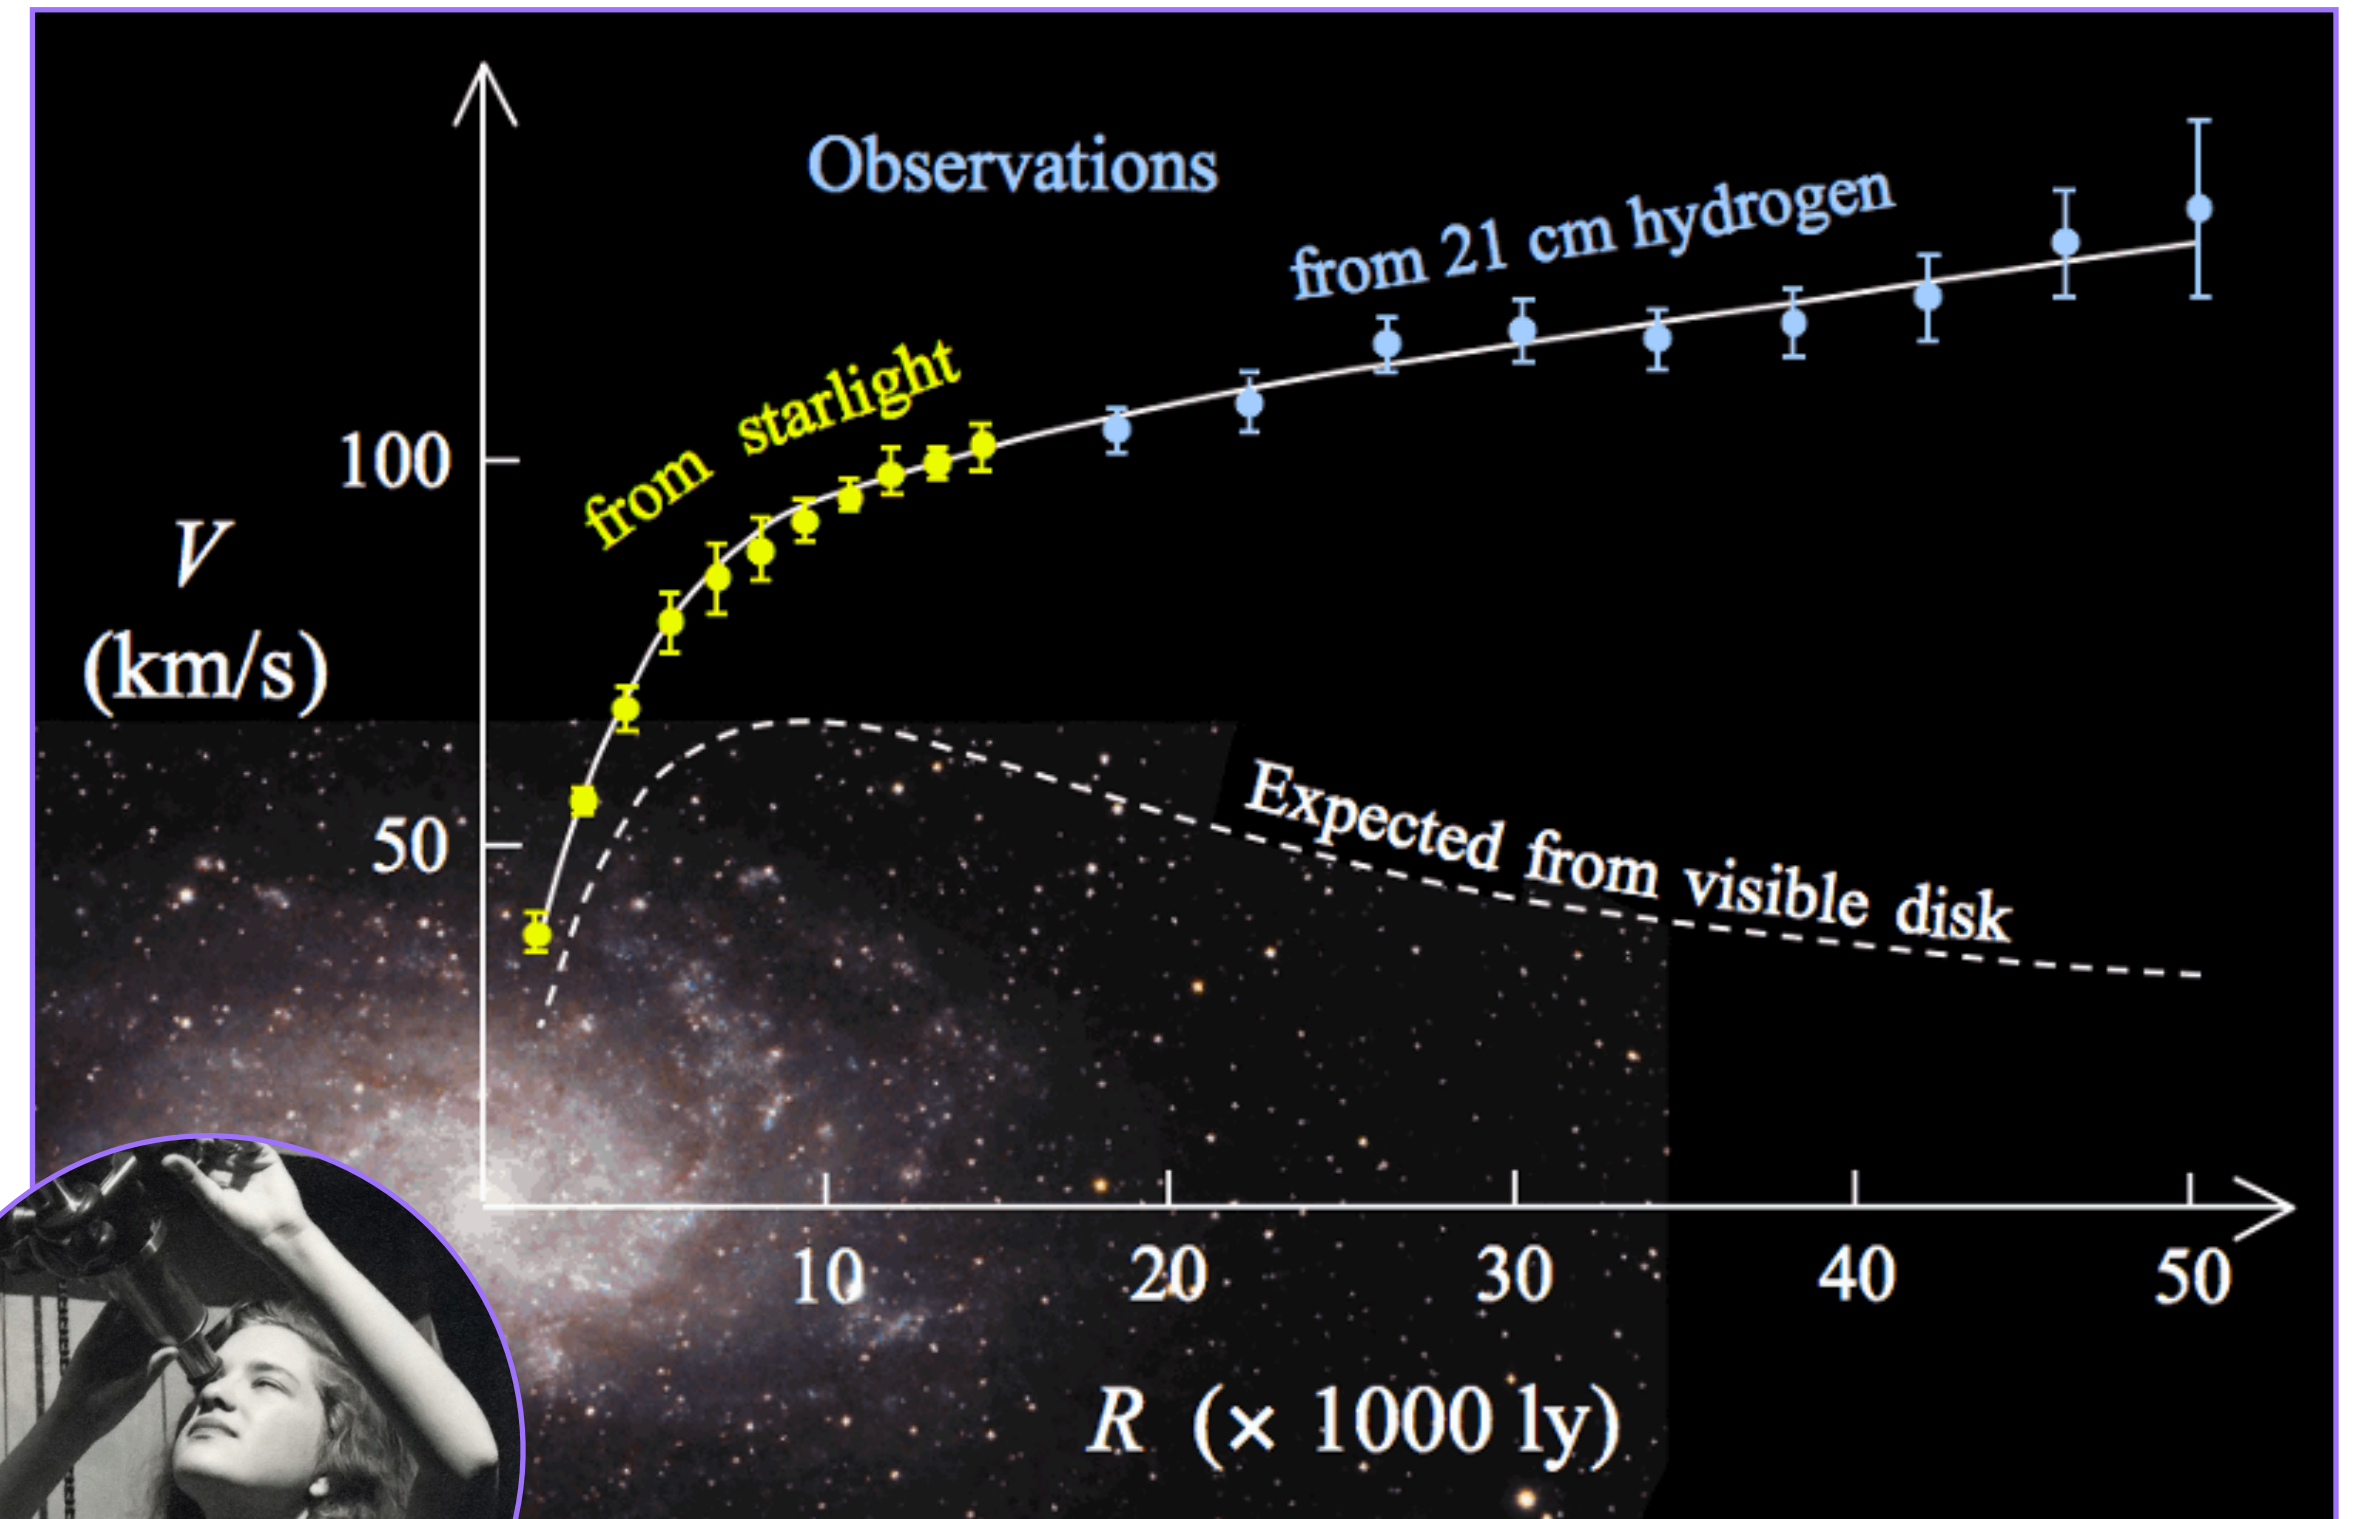 Observations
from 21 cm hydrogen
from starlight
100
V
(km/s)
50
Expected from visible disk
10
20
30
40
50
R (× 1000 ly)